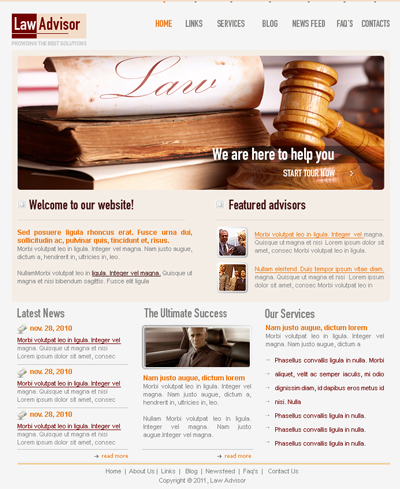 Law Advisor
PROVIDING THE BEST SOLUTIONS
HOME LINKS SERVICES BLOG NEWS FEED FAQ'S CONTACTS
Law
We are here to help you
START TOUR NOW
Welcome to our website!
Sed posuere ligula rhoncus erat. Fusce urna dui,
sollicitudin ac, pulvinar quis, tincidunt et, risus.
Morbi volutpat leo in ligula. Integer vel magna. Nam justo augue,
dictum a, hendrerit in, ultricies in, leo.
NullamMorbi volutpat leo in ligula. Integer vel magna. Quisque ut
magna et nisi bibendum sagittis. Fusce elit ligula
Featured advisors
Morbi volutpat leo in ligula. Integer vel magna.
Quisque ut magna et nisi Lorem ipsum dolor sit
amet, consec Morbi volutpat leo in ligula.
Nullam eleifend. Duis tempor ipsum vitae diam.
magna. Quisque ut magna et nisi Lorem ipsum
dolor sit amet, consec Morbi volutpat leo in
Latest News
nov. 28, 2010
Morbi volutpat leo in ligula. Integer vel
magna. Quisque ut magna et nisi
Lorem ipsum dolor sit amet, consec
nov. 28, 2010
Morbi volutpat leo in ligula. Integer vel
magna. Quisque ut magna et nisi
Lorem ipsum dolor sit amet, consec
nov. 28, 2010
Morbi volutpat leo in ligula. Integer vel
magna. Quisque ut magna et nisi
Lorem ipsum dolor sit amet, consec
read more
The Ultimate Success
Nam justo augue, dictum lorem
Morbi volutpat leo in ligula. Integer vel
magna. Nam justo augue, dictum a,
hendrerit in, ultricies in, leo.
Nullam Morbi volutpat leo in ligula.
Integer vel magna. Nam justo
augue.Integer vel magna.
read more
Our Services
Nam justo augue, dictum lorem
Morbi volutpat leo in ligula. Integer vel
magna. Nam justo augue, dictum a
Phasellus convallis ligula in nulla. Morbi
aliquet, velit ac semper iaculis, mi odio
dignissim diam, id dapibus eros metus id
nisi. Nulla
Phasellus convallis ligula in nulla.
Phasellus convallis ligula in nulla.
Phasellus convallis ligula in nulla.
Home | About Us | Links | Blog | Newsfeed | Faq's | Contact Us
Copyright © 2011, Law Advisor